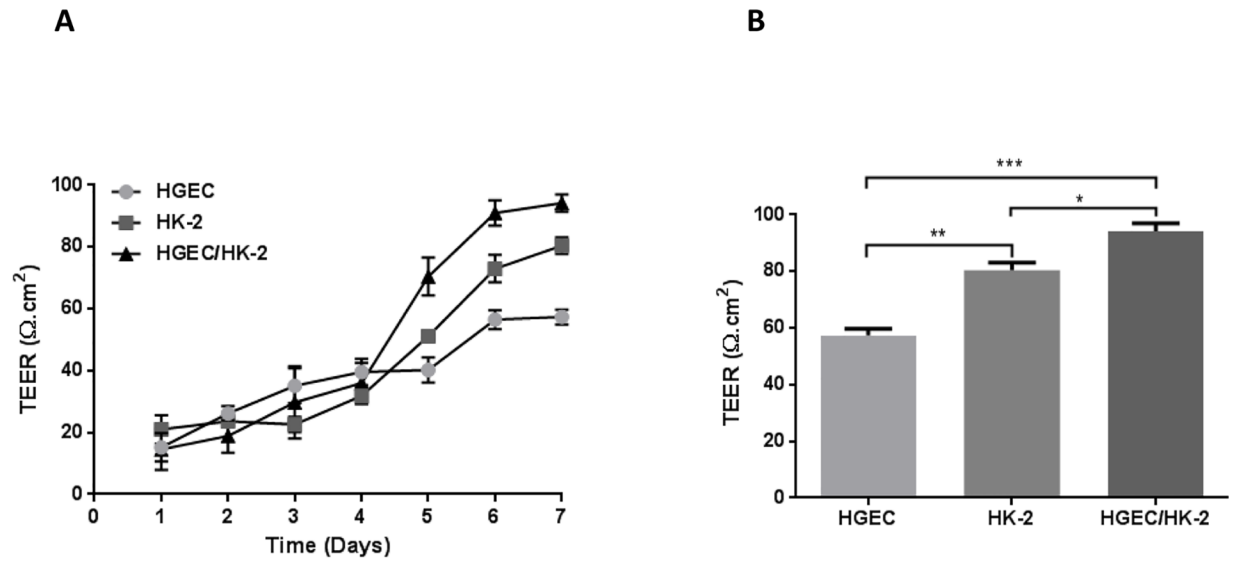 A
B
HGEC
HK-2
HGEC/HK-2
100
80
60
40
20
0
TEER (Ω.cm²)
0 1 2 3 4 5 6 7
Time (Days)
***
*
**
100
80
60
40
20
0
TEER (Ω.cm²)
HGEC HK-2 HGEC/HK-2